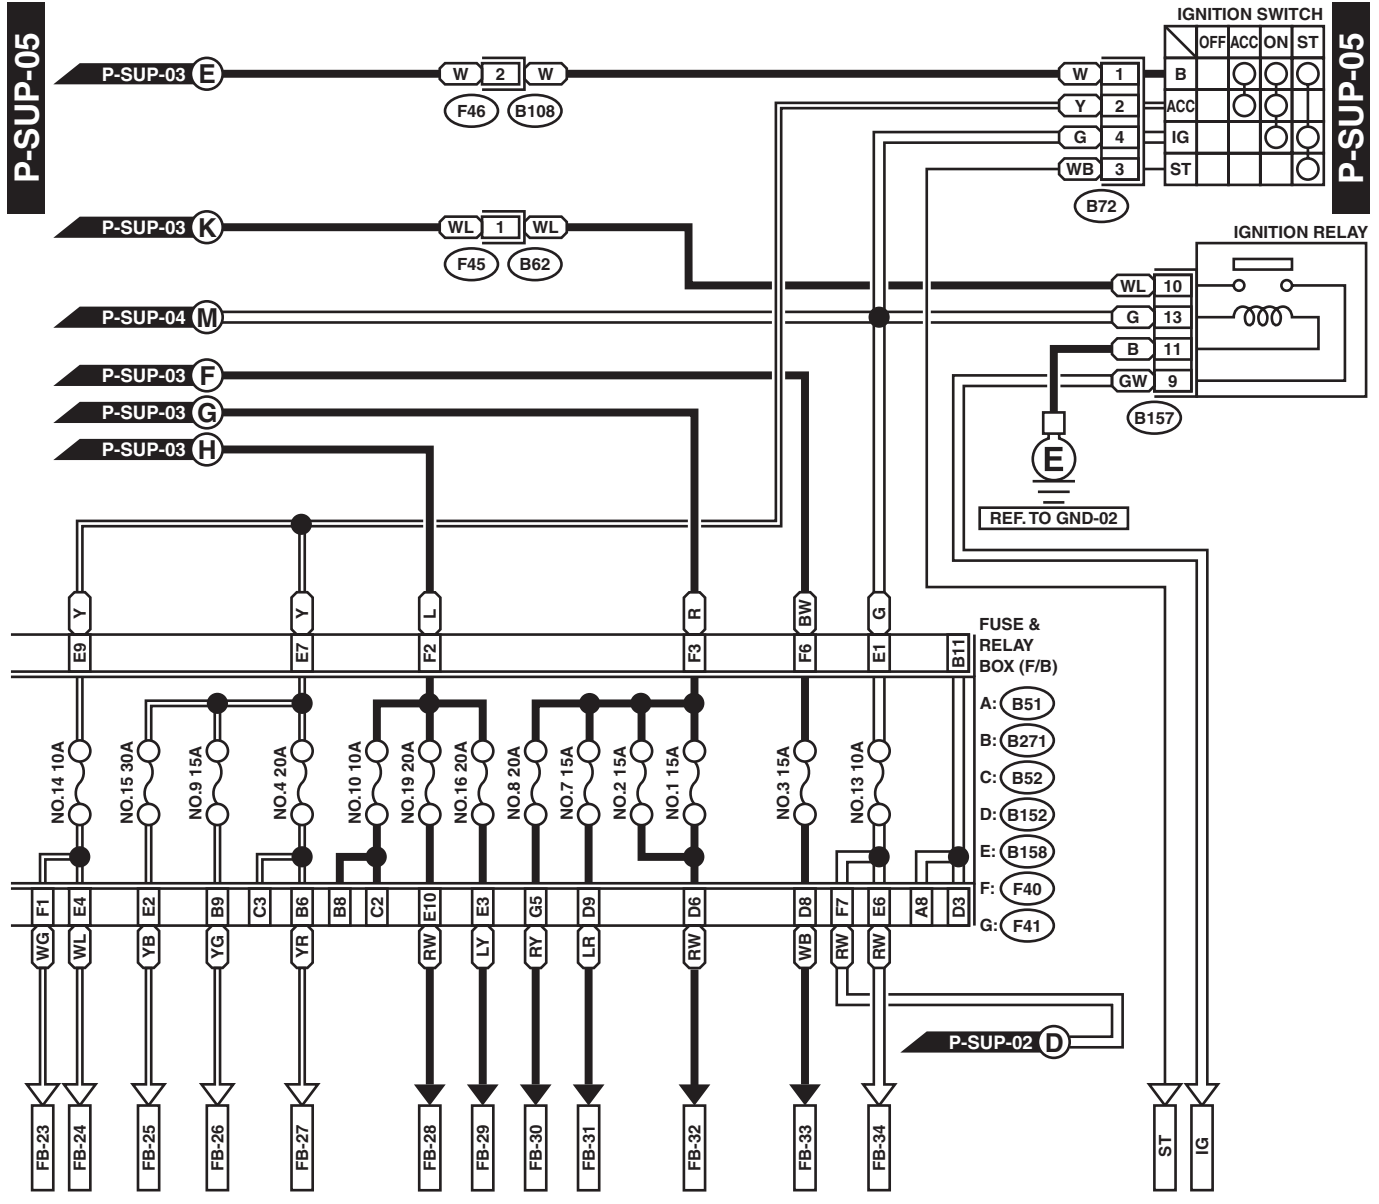 P-SUP-05
P-SUP-05
IGNITION SWITCH
OFF ACC ON ST
P-SUP-03 E W 2 W W 1 B
F46 B108
Y 2 ACC
G 4 IG
WB 3 ST
B72
P-SUP-03 K WL 1 WL
F45 B62
IGNITION RELAY
WL 10
P-SUP-04 M G 13
B 11
P-SUP-03 F GW 9
P-SUP-03 G B157
P-SUP-03 H
E
REF. TO GND-02
Y Y L R BW G
E9 E7 F2 F3 F6 E1 B11
FUSE &
RELAY
BOX (F/B)
A: B51
B: B271
C: B52
D: B152
E: B158
F: F40
G: F41
NO.14 10A
NO.15 30A
NO.9 15A
NO.4 20A
NO.10 10A
NO.19 20A
NO.16 20A
NO.8 20A
NO.7 15A
NO.2 15A
NO.1 15A
NO.3 15A
NO.13 10A
F1 E4 E2 B9 C3 B6 B8 C2 E10 E3 G5 D9 D6 D8 F7 E6 A8 D3
WG WL YB YG YR RW LY RY LR RW WB RW RW
P-SUP-02 D
FB-23 FB-24 FB-25 FB-26 FB-27 FB-28 FB-29 FB-30 FB-31 FB-32 FB-33 FB-34 ST IG